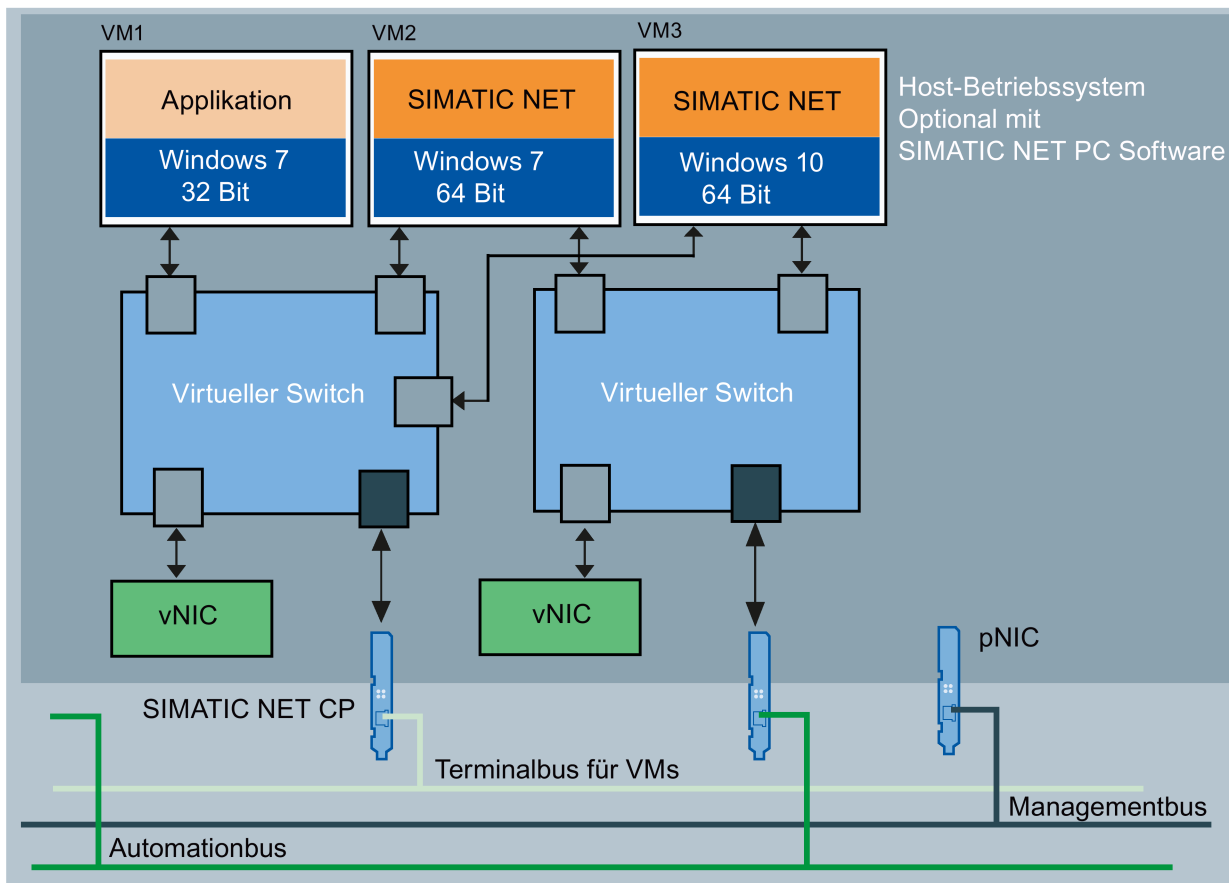 VM1
VM2
VM3
Applikation
Windows 7
32 Bit
SIMATIC NET
Windows 7
64 Bit
SIMATIC NET
Windows 10
64 Bit
Host-Betriebssystem
Optional mit
SIMATIC NET PC Software
Virtueller Switch
Virtueller Switch
vNIC
vNIC
pNIC
SIMATIC NET CP
Terminalbus für VMs
Managementbus
Automationbus